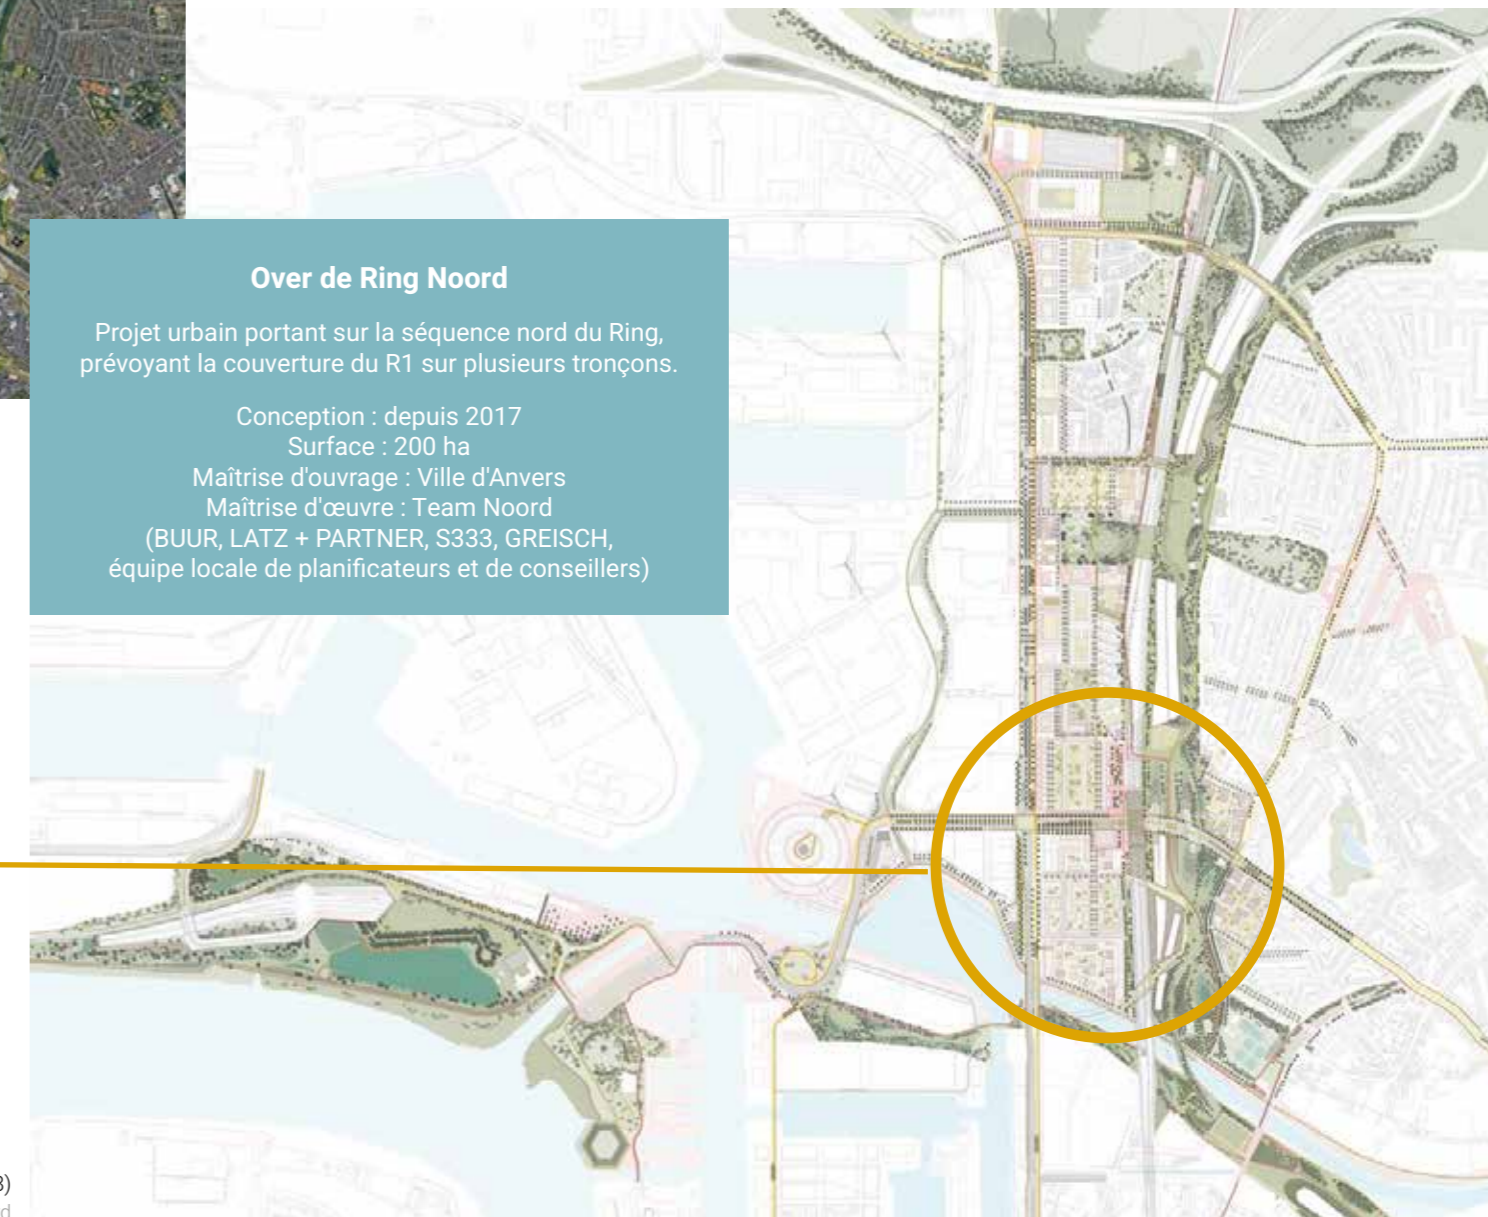 Over de Ring Noord
Projet urbain portant sur la séquence nord du Ring,
prévoyant la couverture du R1 sur plusieurs tronçons.
Conception : depuis 2017
Surface : 200 ha
Maîtrise d'ouvrage : Ville d'Anvers
Maîtrise d'œuvre : Team Noord
(BUUR, LATZ + PARTNER, S333, GREISCH,
équipe locale de planificateurs et de conseillers)